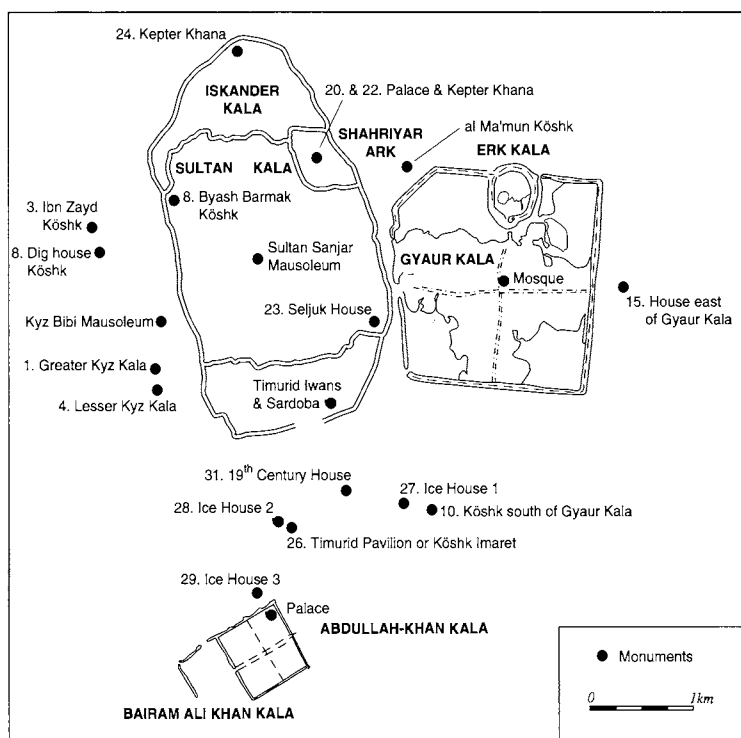 24. Kepter Khana
ISKANDER
KALA
20. & 22. Palace & Kepter Khana
SHAHRIYAR
ARK
al Ma'mun Köshk
ERK KALA
SULTAN KALA
3. Ibn Zayd
Köshk
8. Byash Barmak
Köshk
8. Dig house
Köshk
Sultan Sanjar
Mausoleum
GYAUR KALA
Mosque
15. House east
of Gyaur Kala
Kyz Bibi Mausoleum
23. Seljuk House
1. Greater Kyz Kala
4. Lesser Kyz Kala
Timurid Iwans
& Sardoba
31. 19th Century House
27. Ice House 1
28. Ice House 2
10. Köshk south of Gyaur Kala
26. Timurid Pavilion or Köshk Imaret
29. Ice House 3
Palace
ABDULLAH-KHAN KALA
BAIRAM ALI KHAN KALA
Monuments
0 1km